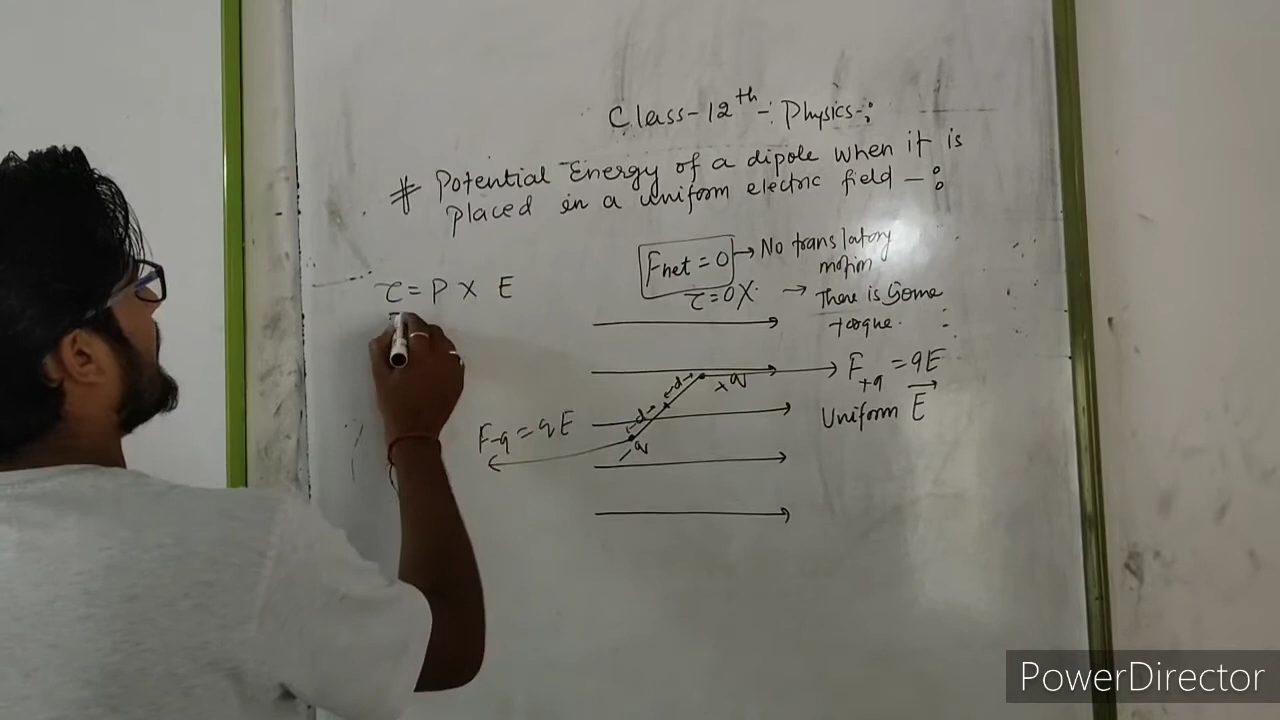 Class-12th-: Physics-:
# Potential Energy of a dipole when it is
placed in a uniform electric field -:
Fnet = 0 → No translatory
motion
τ = 0 X. → There is some
torque.
τ = P X E
F+q = qE
Uniform E
F-q = qE
+q
d
d
-q
PowerDirector